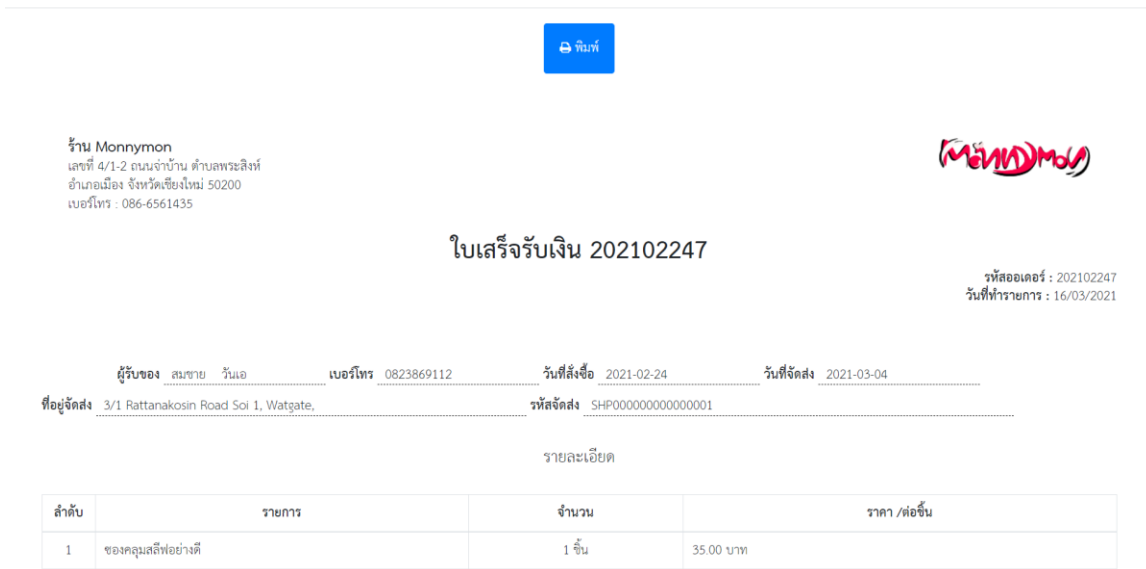 พิมพ์
ร้าน Monnymon
เลขที่ 4/1-2 ถนนจ่าบ้าน ตำบลพระสิงห์
อำเภอเมือง จังหวัดเชียงใหม่ 50200
เบอร์โทร : 086-6561435
ใบเสร็จรับเงิน 202102247
รหัสออเดอร์ : 202102247
วันที่ทำรายการ : 16/03/2021
ผู้รับของ สมชาย วันเอ เบอร์โทร 0823869112 วันที่สั่งซื้อ 2021-02-24 วันที่จัดส่ง 2021-03-04
ที่อยู่จัดส่ง 3/1 Rattanakosin Road Soi 1, Watgate, รหัสจัดส่ง SHP000000000000001
รายละเอียด
ลำดับ รายการ จำนวน ราคา /ต่อชิ้น
1 ซองคลุมสลีฟอย่างดี 1 ชิ้น 35.00 บาท